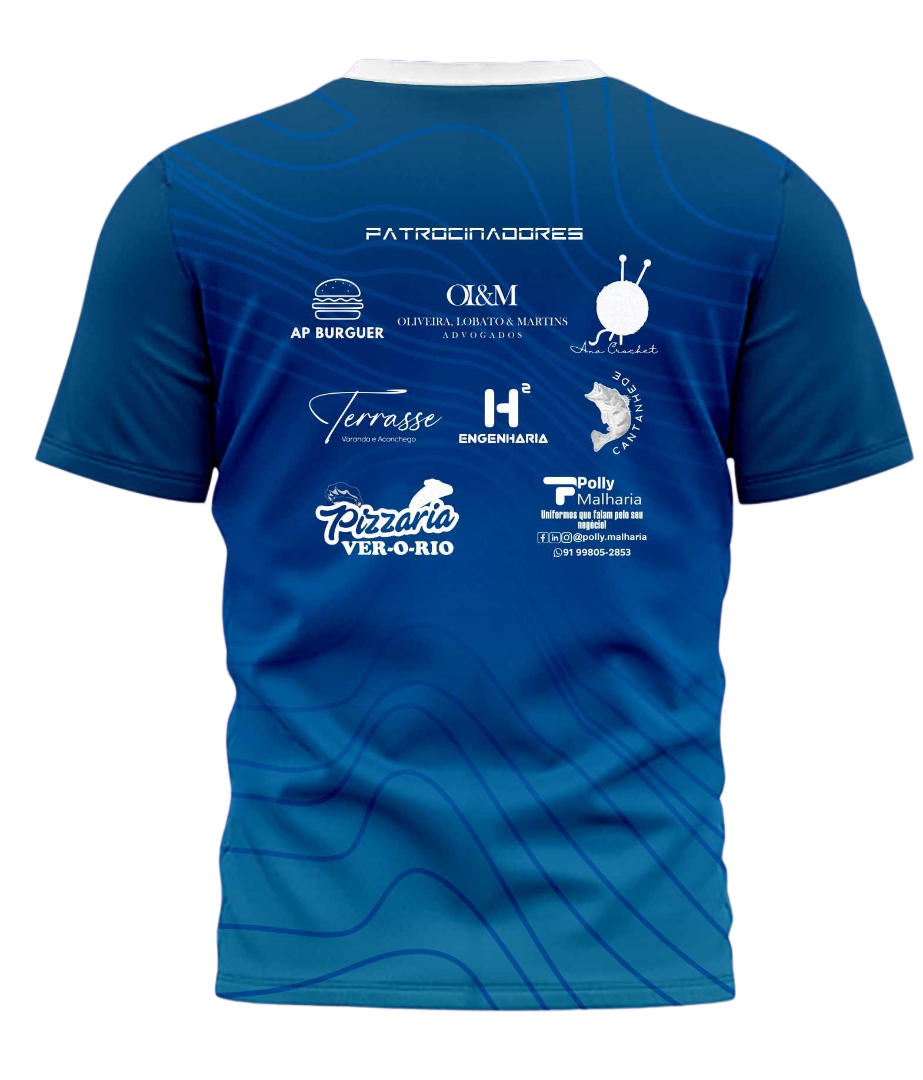 PATROCINADORES
AP BURGUER
OL&M
OLIVEIRA, LOBATO & MARTINS
ADVOGADOS
Ana Crochet
Terrasse
Varanda e Aconchego
H²
ENGENHARIA
CANTANHEDE
Pizzaria
VER-O-RIO
Polly
Malharia
Uniformes que falam pelo seu
negócio!
@polly.malharia
91 99805-2853